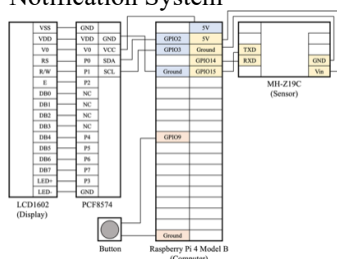 Notification System
VSS
VDD
V0
RS
R/W
E
DB0
DB1
DB2
DB3
DB4
DB5
DB6
DB7
LED+
LED-
LCD1602
(Display)
GND
VDD GND
V0 VCC
P0 SDA
P1 SCL
P2
NC
NC
NC
NC
P4
P5
P6
P7
P3
GND
PCF8574
5V
GPIO2 5V
GPIO3 Ground
GPIO14
Ground GPIO15
GPIO9
Ground
Raspberry Pi 4 Model B
(Computer)
TXD
RXD
GND
Vin
MH-Z19C
(Sensor)
Button